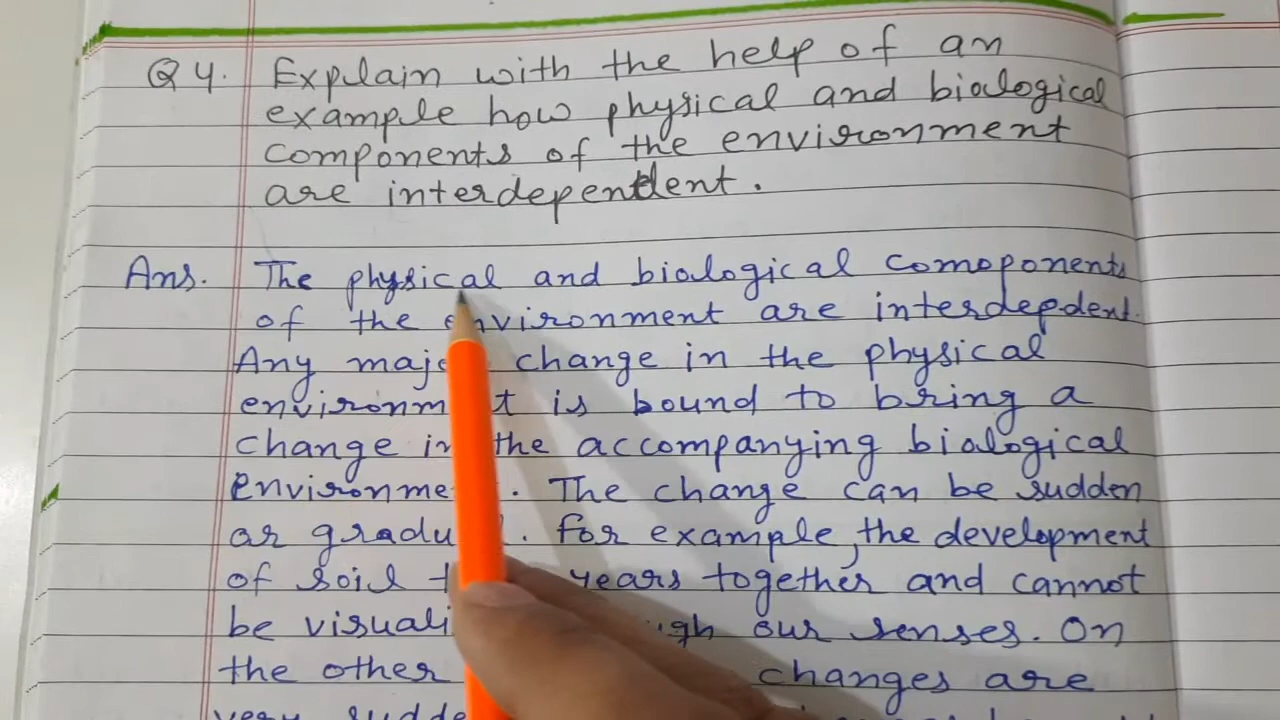 Q4. Explain with the help of an
example how physical and biological
components of the environment
are interdependent.
Ans. The physical and biological comoponents
of the environment are interdepdent.
Any change in the physical
is bound to bring a
change in the accompanying biological
The change can be sudden
or For example, the development
of soil years together and cannot
be our senses. On
the other changes are
very